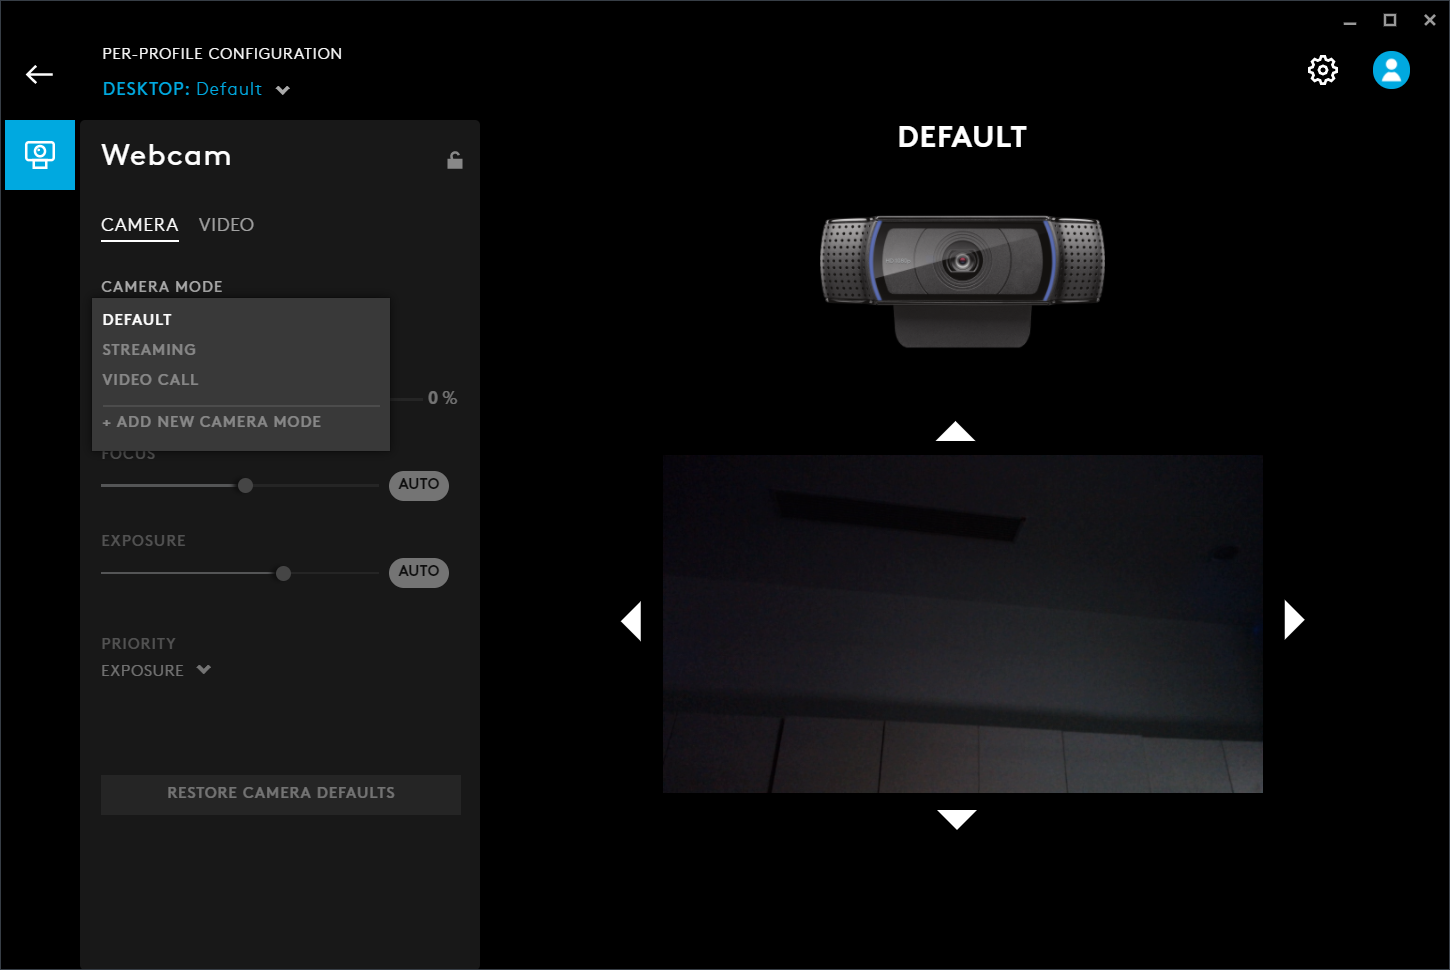 PER-PROFILE CONFIGURATION
DESKTOP: Default
Webcam
CAMERA VIDEO
CAMERA MODE
DEFAULT
STREAMING
VIDEO CALL
+ ADD NEW CAMERA MODE
0 %
FOCUS
AUTO
EXPOSURE
AUTO
PRIORITY
EXPOSURE
RESTORE CAMERA DEFAULTS
DEFAULT